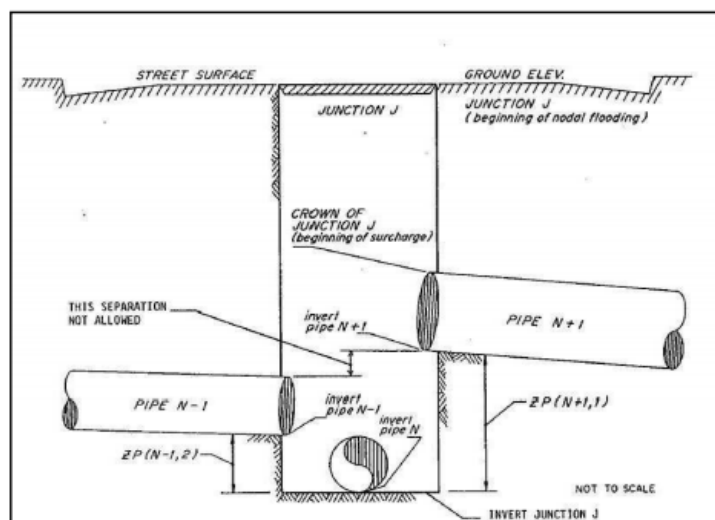 STREET SURFACE
GROUND ELEV.
JUNCTION J
JUNCTION J
(beginning of nodal flooding)
CROWN OF
JUNCTION J
(beginning of surcharge)
THIS SEPARATION
NOT ALLOWED
invert
pipe N+1
PIPE N+1
PIPE N-1
invert
pipe N-1
invert
pipe N
ZP(N+1,1)
ZP(N-1,2)
NOT TO SCALE
INVERT JUNCTION J